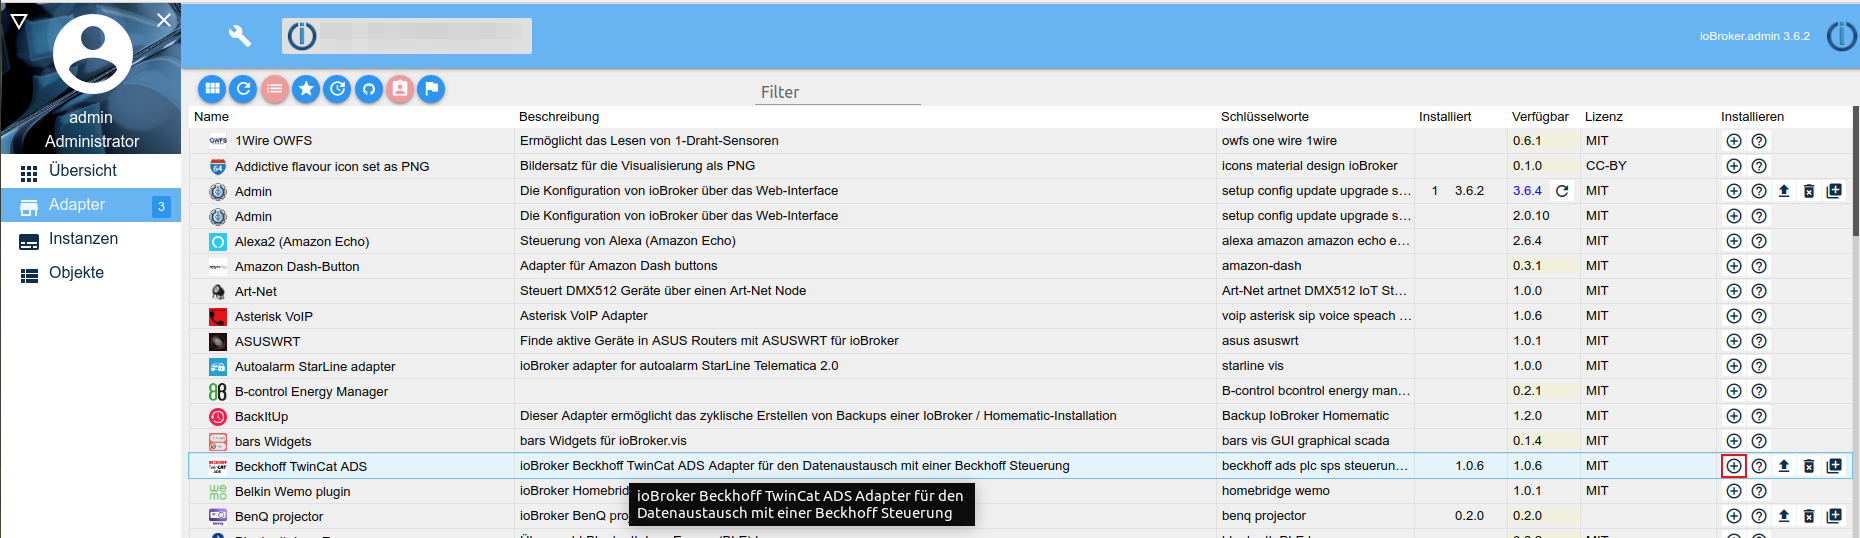 ioBroker.admin 3.6.2
admin
Administrator
Übersicht
Adapter 3
Instanzen
Objekte
Filter
Name Beschreibung Schlüsselworte Installiert Verfügbar Lizenz Installieren
1Wire OWFS Ermöglicht das Lesen von 1-Draht-Sensoren owfs one wire 1wire 0.6.1 MIT
Addictive flavour icon set as PNG Bildersatz für die Visualisierung als PNG icons material design ioBroker 0.1.0 CC-BY
Admin Die Konfiguration von ioBroker über das Web-Interface setup config update upgrade s... 1 3.6.2 3.6.4 MIT
Admin Die Konfiguration von ioBroker über das Web-Interface setup config update upgrade s... 2.0.10 MIT
Alexa2 (Amazon Echo) Steuerung von Alexa (Amazon Echo) alexa amazon amazon echo e... 2.6.4 MIT
Amazon Dash-Button Adapter für Amazon Dash buttons amazon-dash 0.3.1 MIT
Art-Net Steuert DMX512 Geräte über einen Art-Net Node Art-Net artnet DMX512 IoT St... 1.0.0 MIT
Asterisk VoIP Asterisk VoIP Adapter voip asterisk sip voice speach ... 1.0.6 MIT
ASUSWRT Finde aktive Geräte in ASUS Routers mit ASUSWRT für ioBroker asus asuswrt 1.0.1 MIT
Autoalarm StarLine adapter ioBroker adapter for autoalarm StarLine Telematica 2.0 starline vis 1.0.0 MIT
B-control Energy Manager B-control bcontrol energy man... 0.2.1 MIT
BackItUp Dieser Adapter ermöglicht das zyklische Erstellen von Backups einer IoBroker / Homematic-Installation Backup IoBroker Homematic 1.2.0 MIT
bars Widgets bars Widgets für ioBroker.vis bars vis GUI graphical scada 0.1.4 MIT
Beckhoff TwinCat ADS ioBroker Beckhoff TwinCat ADS Adapter für den Datenaustausch mit einer Beckhoff Steuerung beckhoff ads plc sps steuerun... 1.0.6 1.0.6 MIT
Belkin Wemo plugin ioBroker Homebrid homebridge wemo 1.0.1 MIT
BenQ projector ioBroker BenQ pro benq projector 0.2.0 0.2.0
ioBroker Beckhoff TwinCat ADS Adapter für den
Datenaustausch mit einer Beckhoff Steuerung